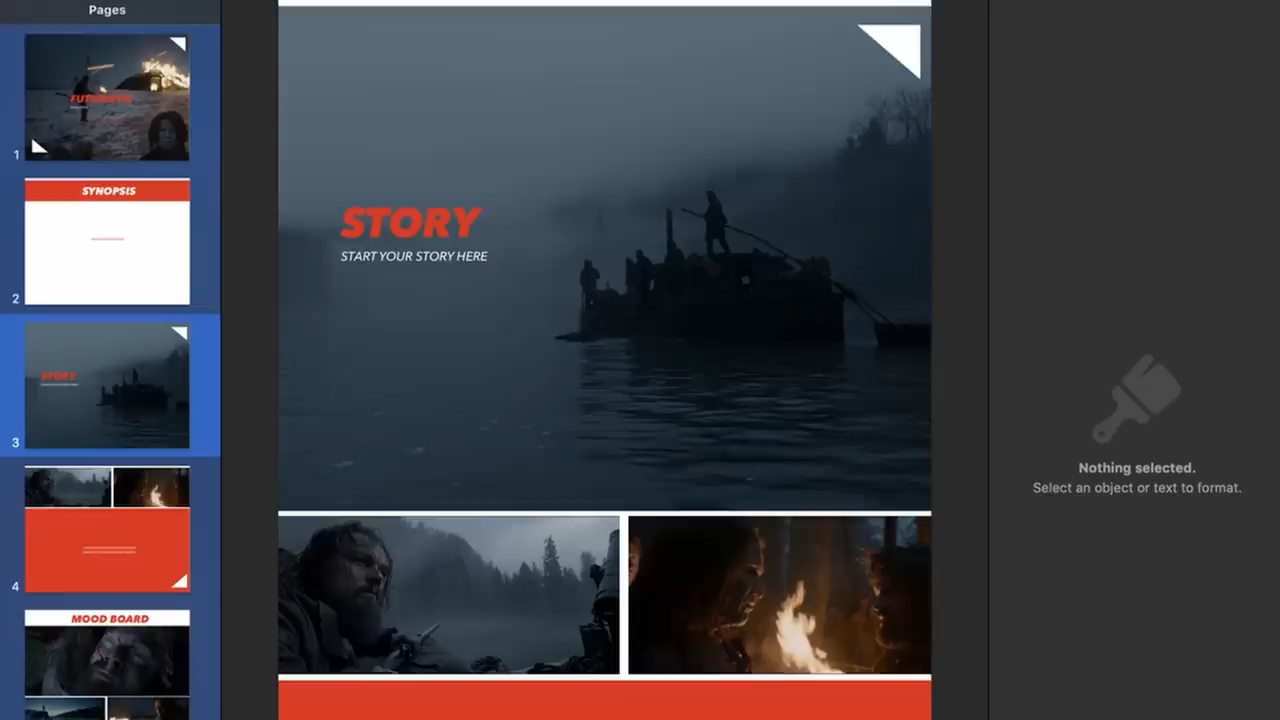 Pages
FUTURISTIC
1
SYNOPSIS
2
STORY
3
4
MOOD BOARD
STORY
START YOUR STORY HERE
Nothing selected.
Select an object or text to format.